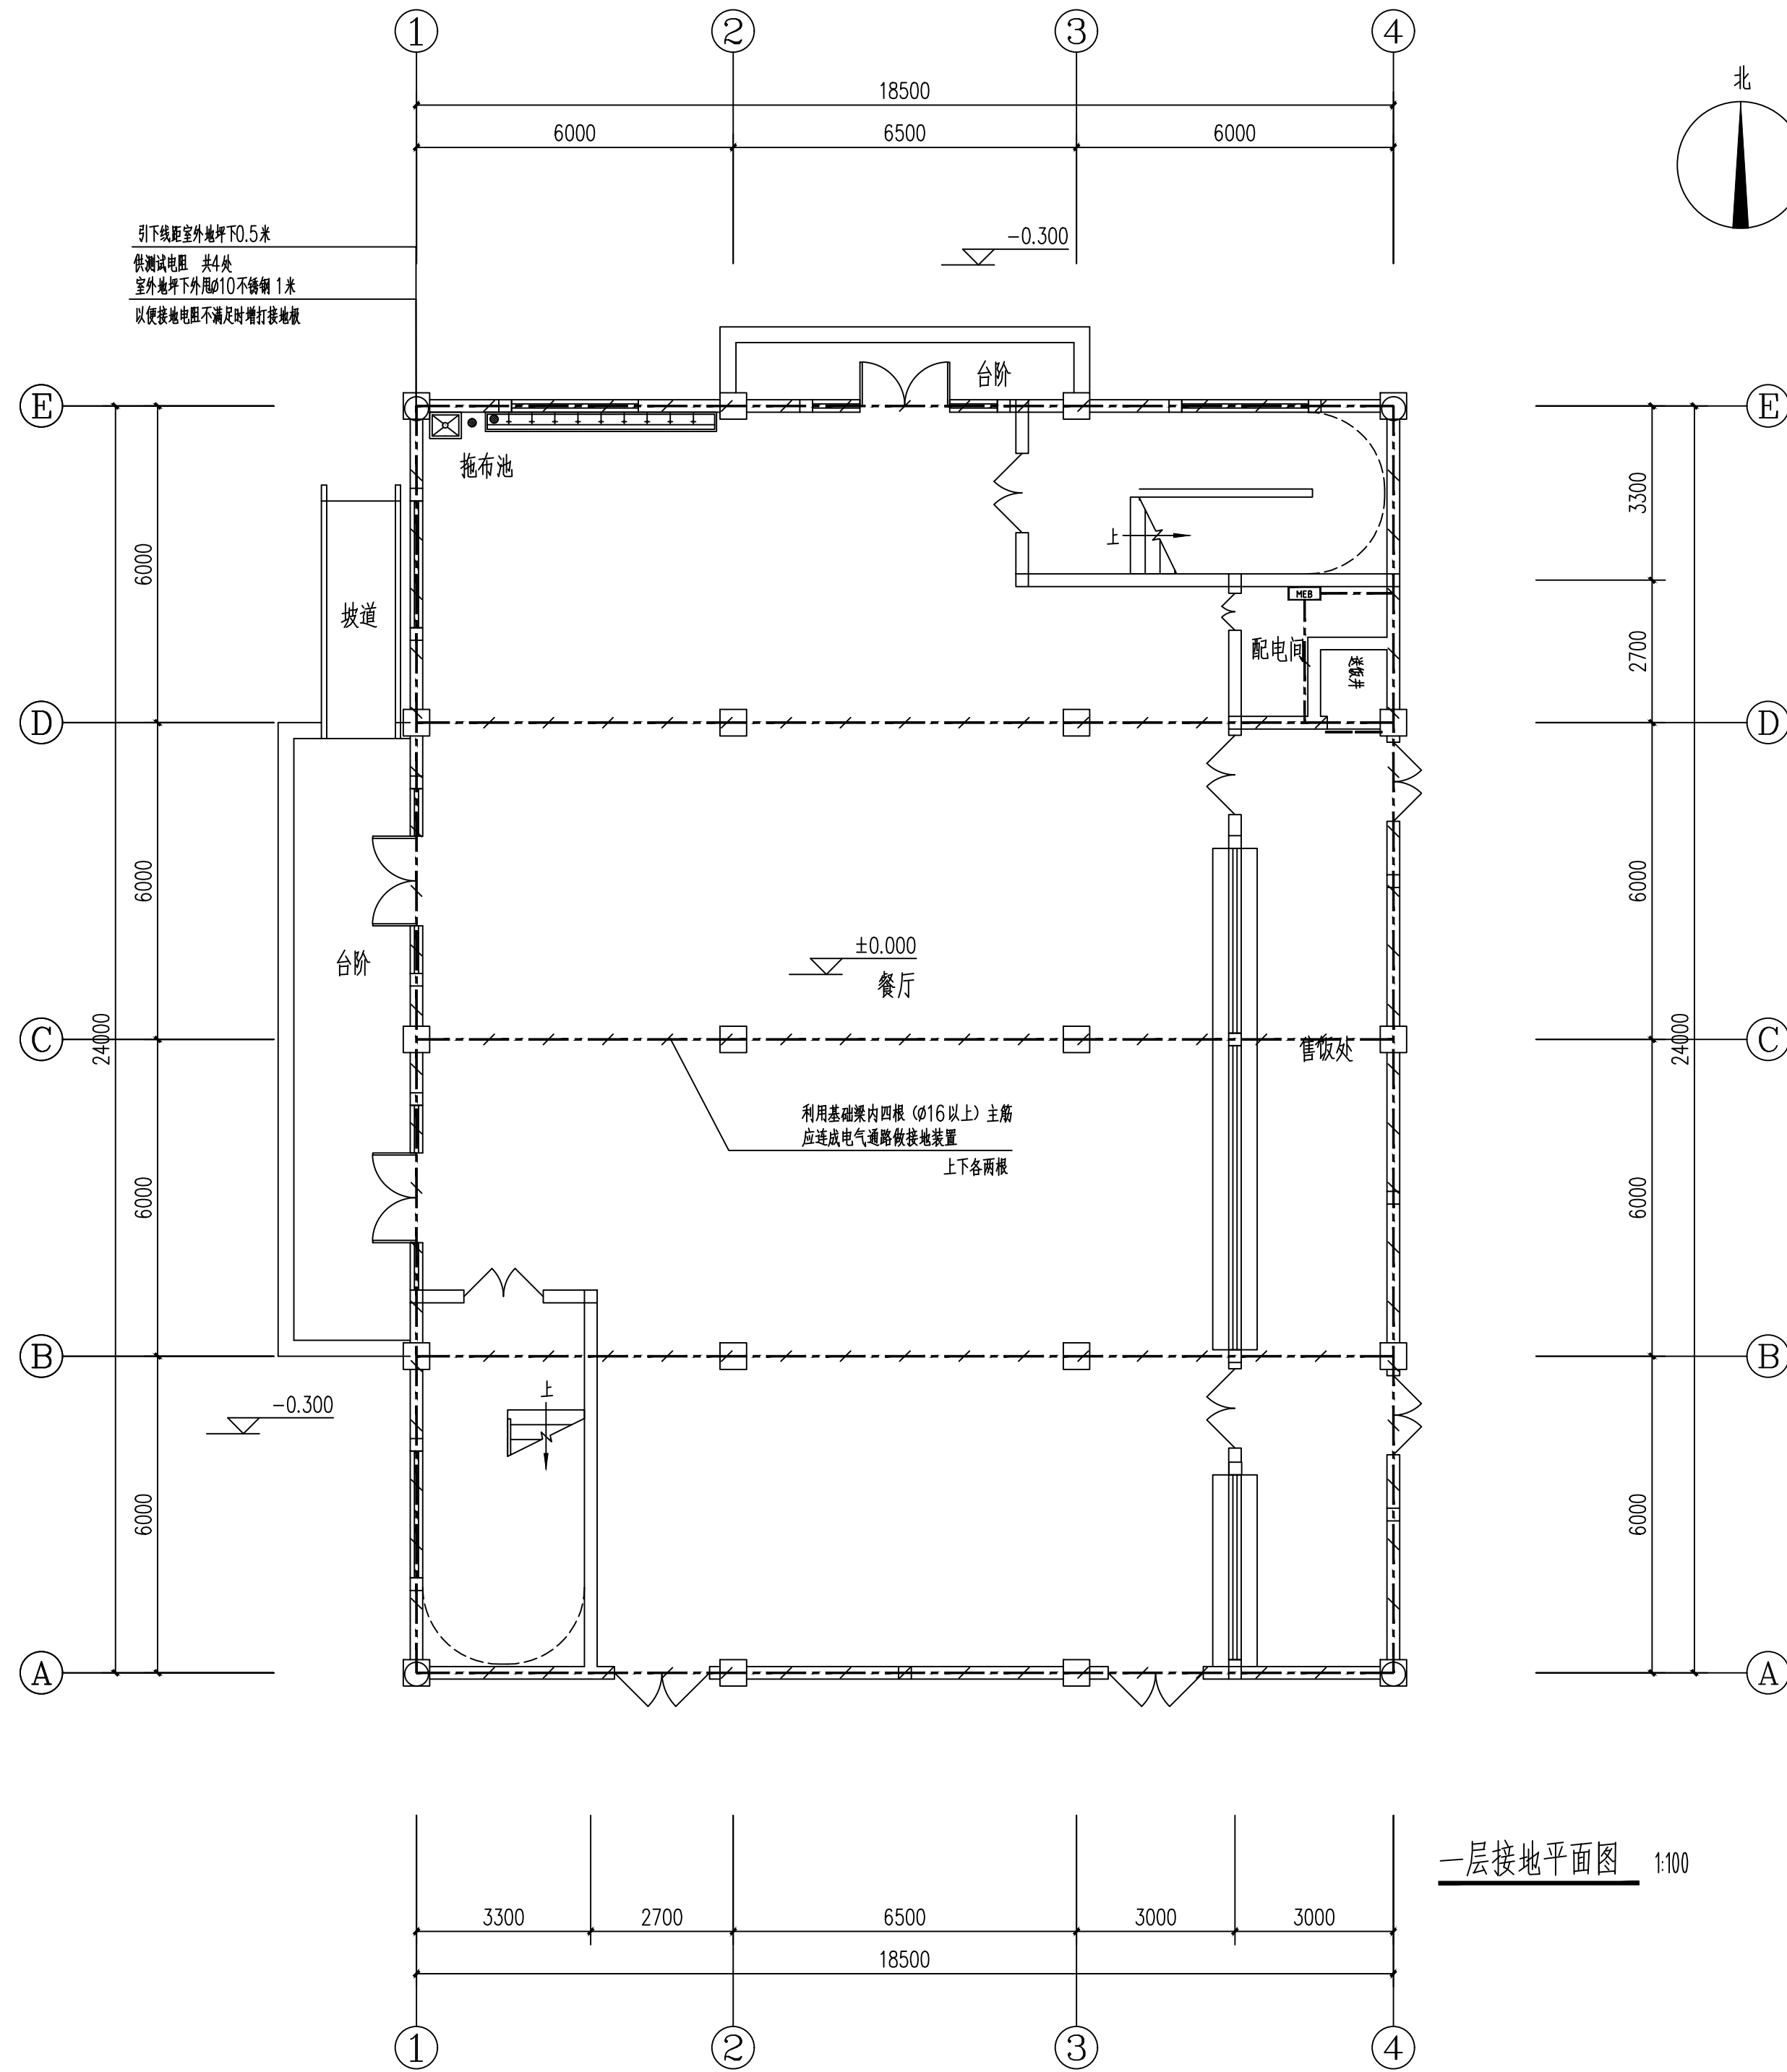 1 2 3 4
18500
6000 6500 6000
北
引下线距室外地坪下0.5米
供测试电阻 共4处
室外地坪下外甩ø10不锈钢 1米
以便接地电阻不满足时增打接地极
-0.300
台阶
E E
拖布池
3300
6000
上
坡道
MEB
配电间
2700
送饭井
D D
6000
6000
±0.000
餐厅
台阶
24000
24000
C C
售饭处
利用基础梁内四根（ø16以上）主筋
应连成电气通路做接地装置
上下各两根
6000
6000
B B
上
-0.300
6000
6000
A A
一层接地平面图 1:100
3300 2700 6500 3000 3000
18500
1 2 3 4